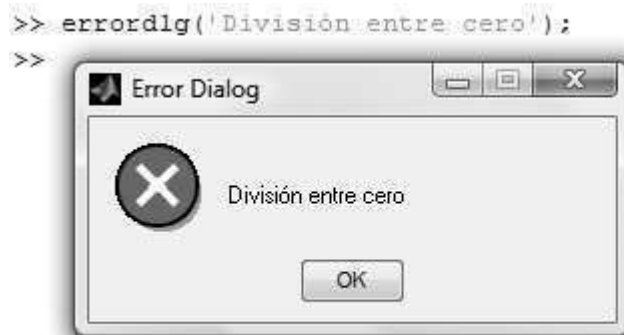 >> errordlg('División entre cero');
>>
Error Dialog
División entre cero
OK